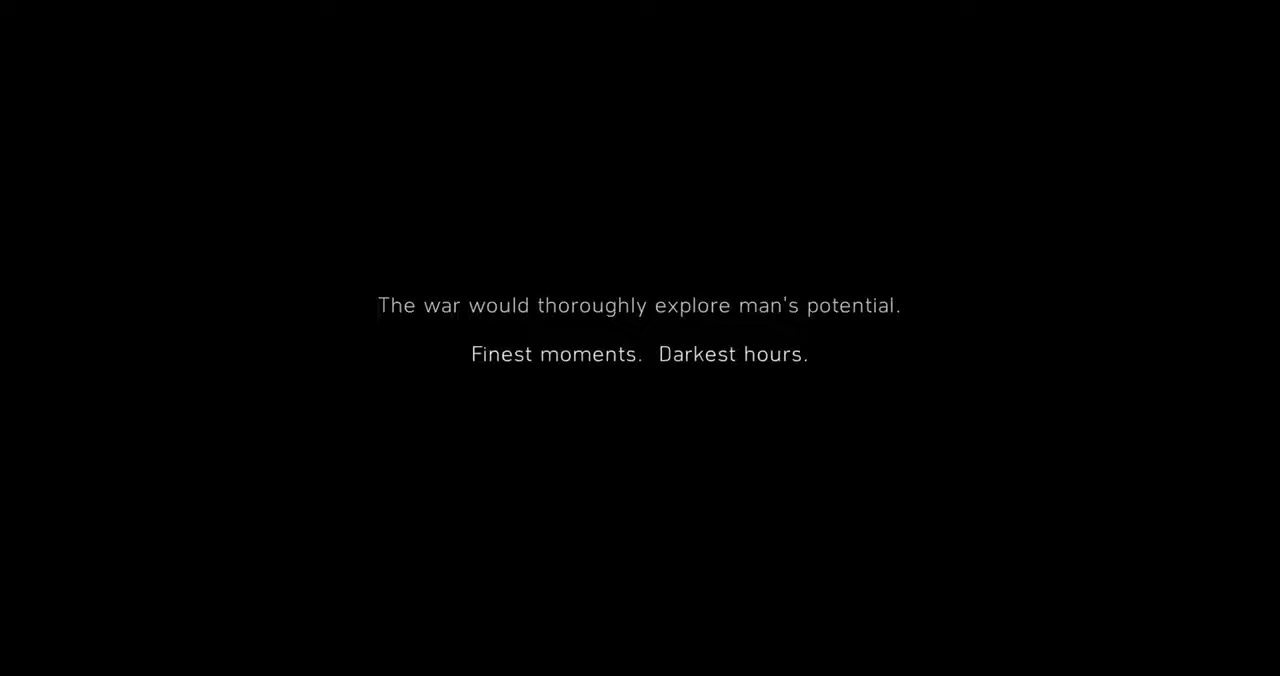 The war would thoroughly explore man's potential.
Finest moments.  Darkest hours.